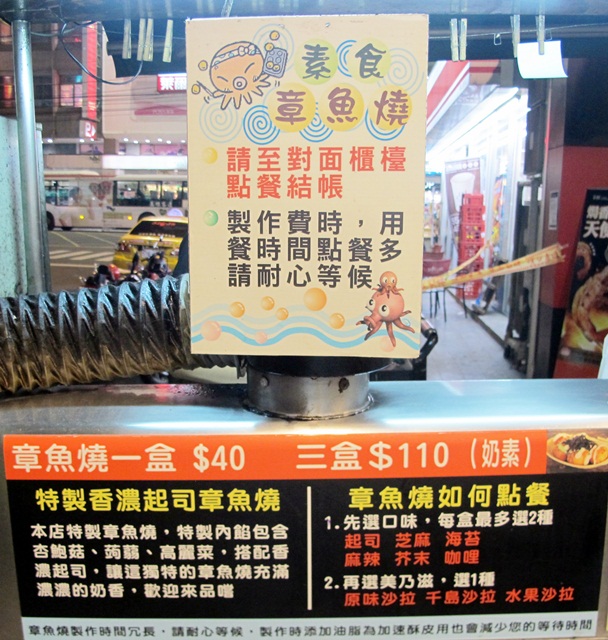 素食
章魚燒
請至對面櫃檯
點餐結帳
製作費時，用
餐時間點餐多
請耐心等候
章魚燒一盒 $40 三盒$110（奶素）
特製香濃起司章魚燒
本店特製章魚燒，特製內餡包含
杏鮑菇、蒟蒻、高麗菜，搭配香
濃起司，讓這獨特的章魚燒充滿
濃濃的奶香，歡迎來品嚐
章魚燒如何點餐
1.先選口味，每盒最多選2種
起司 芝麻 海苔
麻辣 芥末 咖哩
2.再選美乃滋，選1種
原味沙拉 千島沙拉 水果沙拉
章魚燒製作時間冗長，請耐心等候，製作時添加油脂為加速酥皮用也會減少您的等待時間